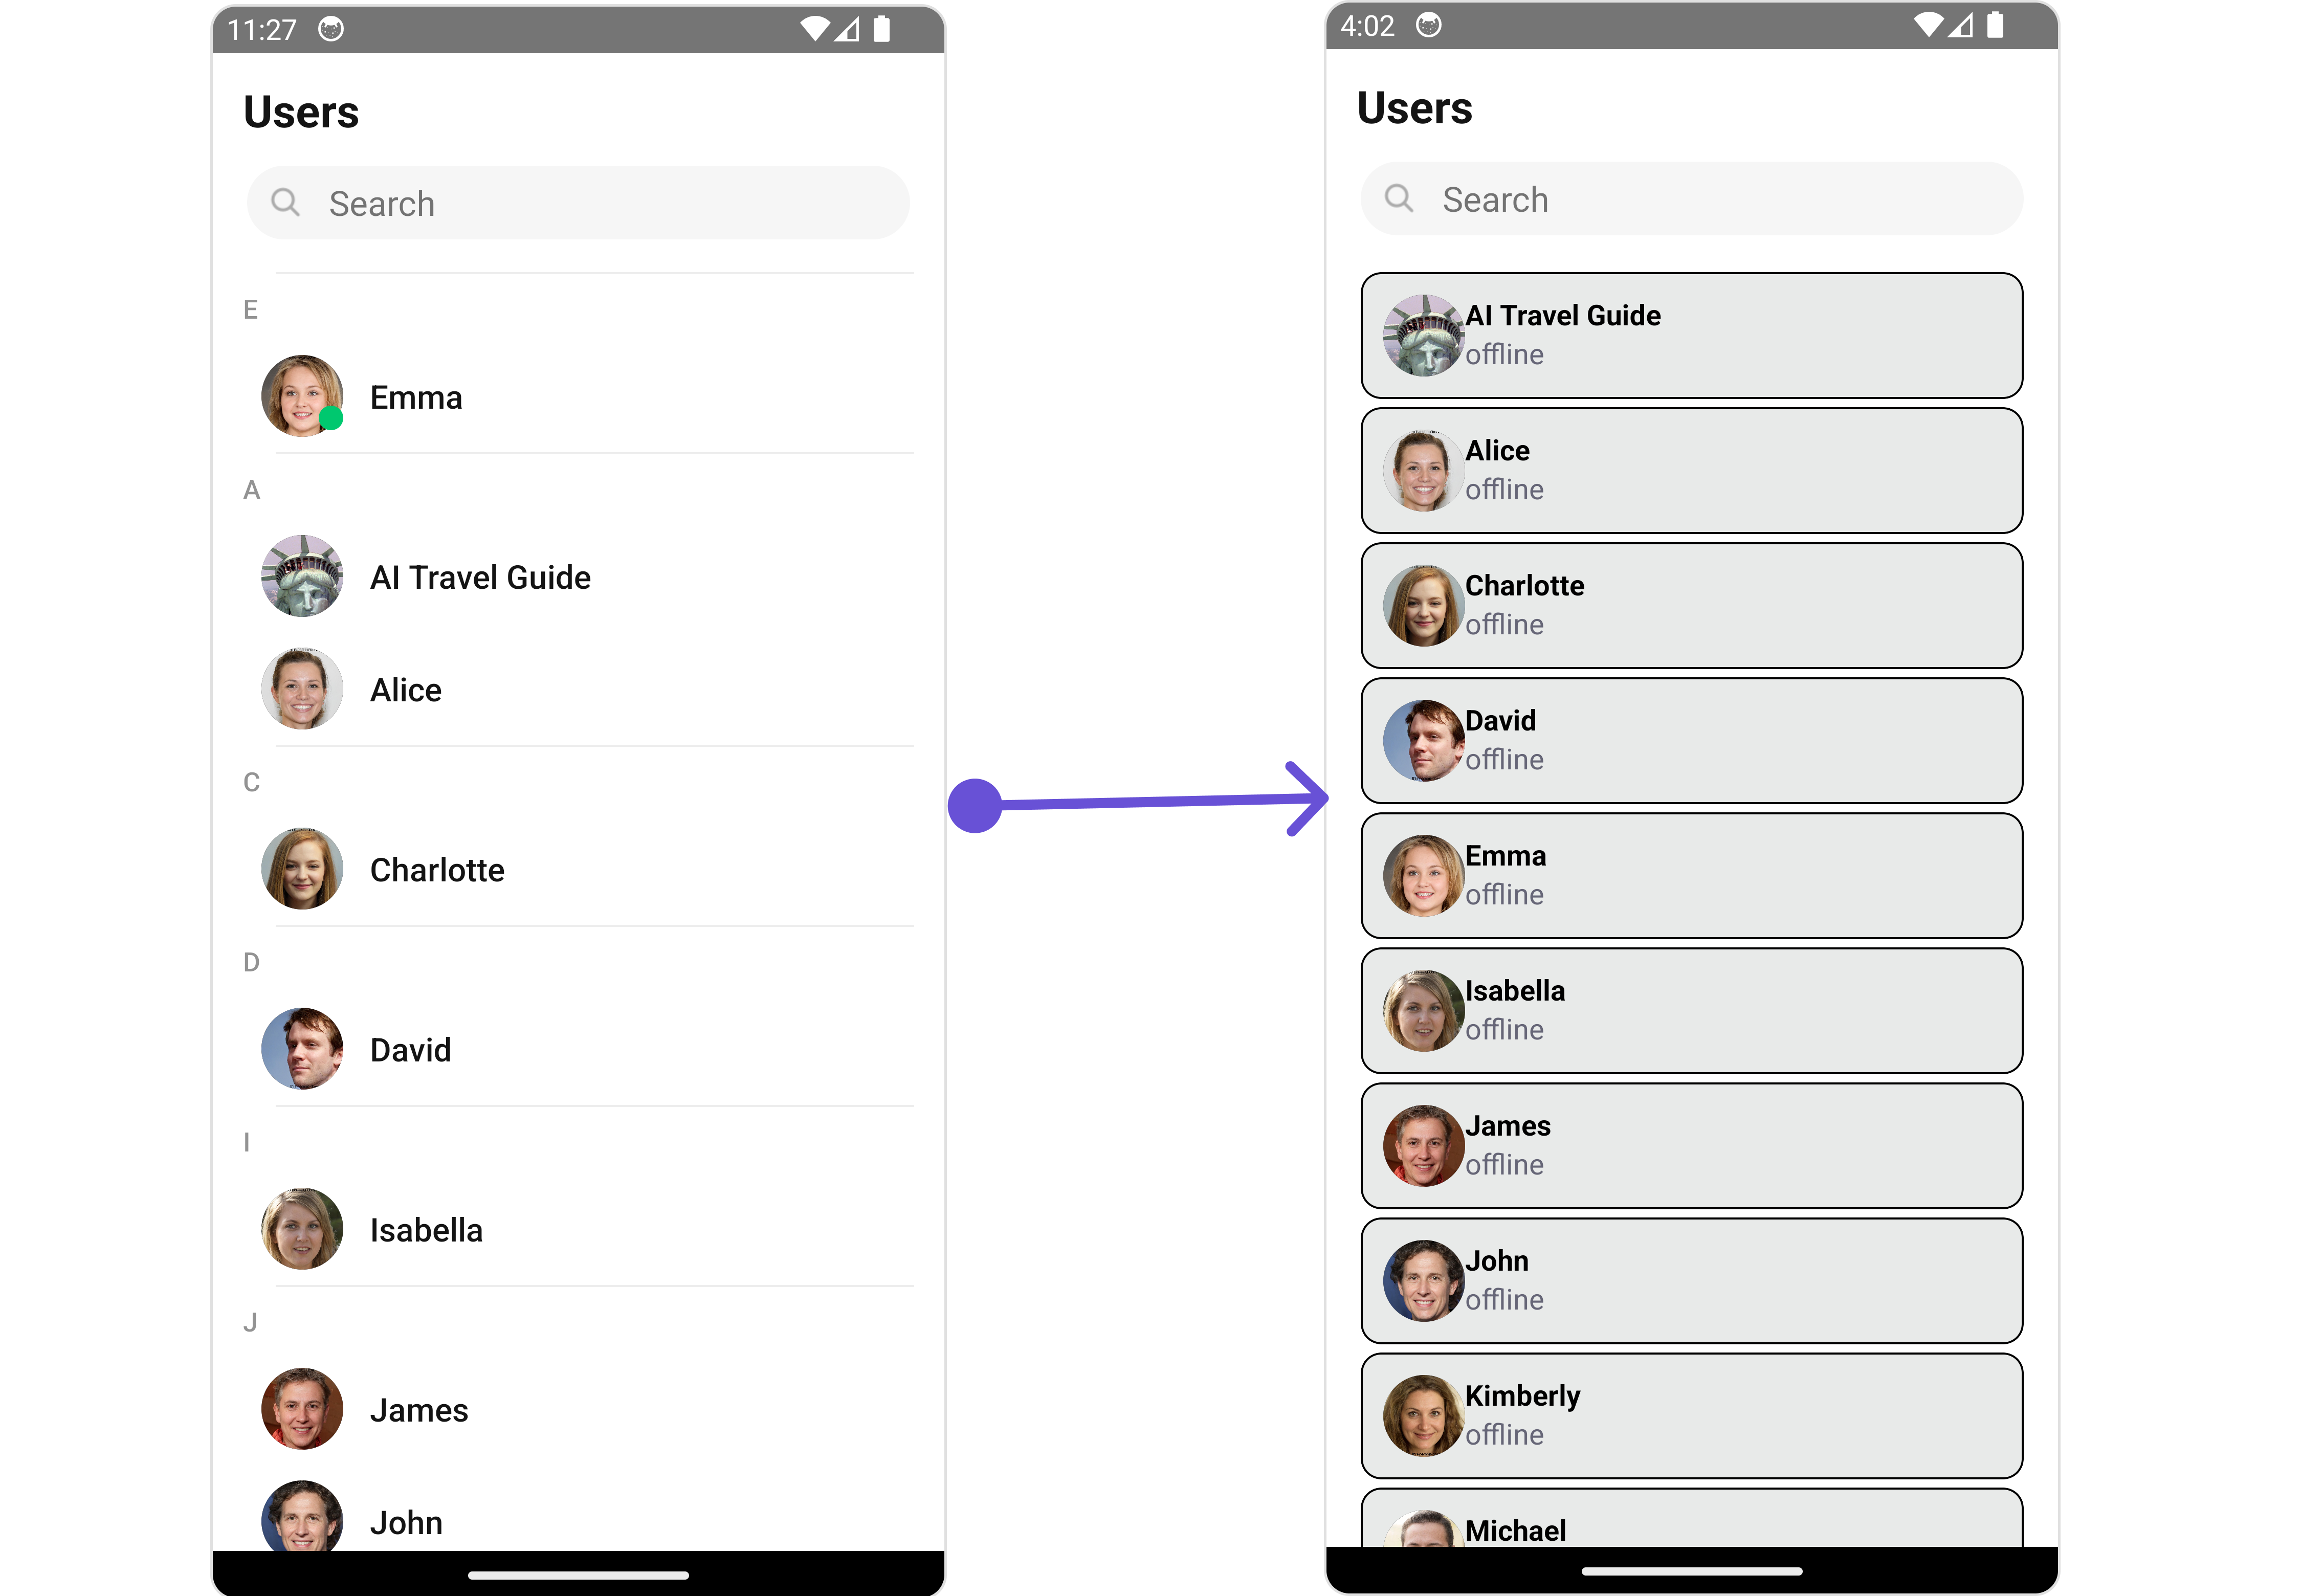 11:27
Users
Search
E
Emma
A
AI Travel Guide
Alice
C
Charlotte
D
David
I
Isabella
J
James
John
4:02
Users
Search
AI Travel Guide
offline
Alice
offline
Charlotte
offline
David
offline
Emma
offline
Isabella
offline
James
offline
John
offline
Kimberly
offline
Michael